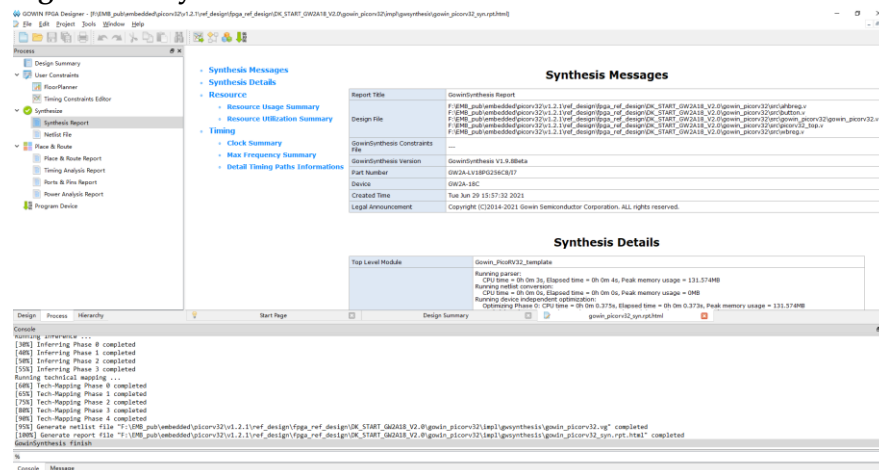 GOWIN FPGA Designer - [F:\EMB_pub\embedded\picorv32\v1.2.1\ref_design\fpga_ref_design\DK_START_GW2A18_V2.0\gowin_picorv32\impl\gwsynthesis\gowin_picorv32_syn.rpt.html]
File Edit Project Tools Window Help
Process
Design Summary
User Constraints
FloorPlanner
Timing Constraints Editor
Synthesize
Synthesis Report
Netlist File
Place & Route
Place & Route Report
Timing Analysis Report
Ports & Pins Report
Power Analysis Report
Program Device
Design Process Hierarchy
Synthesis Messages
Synthesis Details
Resource
Resource Usage Summary
Resource Utilization Summary
Timing
Clock Summary
Max Frequency Summary
Detail Timing Paths Informations
Synthesis Messages
Report Title GowinSynthesis Report
Design File
F:\EMB_pub\embedded\picorv32\v1.2.1\ref_design\fpga_ref_design\DK_START_GW2A18_V2.0\gowin_picorv32\src\ahbreg.v
F:\EMB_pub\embedded\picorv32\v1.2.1\ref_design\fpga_ref_design\DK_START_GW2A18_V2.0\gowin_picorv32\src\button.v
F:\EMB_pub\embedded\picorv32\v1.2.1\ref_design\fpga_ref_design\DK_START_GW2A18_V2.0\gowin_picorv32\src\gowin_picorv32\gowin_picorv32.v
F:\EMB_pub\embedded\picorv32\v1.2.1\ref_design\fpga_ref_design\DK_START_GW2A18_V2.0\gowin_picorv32\src\picorv32_top.v
F:\EMB_pub\embedded\picorv32\v1.2.1\ref_design\fpga_ref_design\DK_START_GW2A18_V2.0\gowin_picorv32\src\wbreg.v
GowinSynthesis Constraints File ---
GowinSynthesis Version GowinSynthesis V1.9.8Beta
Part Number GW2A-LV18PG256C8/I7
Device GW2A-18C
Created Time Tue Jun 29 15:57:32 2021
Legal Announcement Copyright (C)2014-2021 Gowin Semiconductor Corporation. ALL rights reserved.
Synthesis Details
Top Level Module Gowin_PicoRV32_template
Running parser:
CPU time = 0h 0m 3s, Elapsed time = 0h 0m 4s, Peak memory usage = 131.574MB
Running netlist conversion:
CPU time = 0h 0m 0s, Elapsed time = 0h 0m 0s, Peak memory usage = 0MB
Running device independent optimization:
Optimizing Phase 0: CPU time = 0h 0m 0.375s, Elapsed time = 0h 0m 0.373s, Peak memory usage = 131.574MB
Start Page Design Summary gowin_picorv32_syn.rpt.html
Console
Running inference ...
[30%] Inferring Phase 0 completed
[40%] Inferring Phase 1 completed
[50%] Inferring Phase 2 completed
[55%] Inferring Phase 3 completed
Running technical mapping ...
[60%] Tech-Mapping Phase 0 completed
[65%] Tech-Mapping Phase 1 completed
[75%] Tech-Mapping Phase 2 completed
[80%] Tech-Mapping Phase 3 completed
[90%] Tech-Mapping Phase 4 completed
[95%] Generate netlist file "F:\EMB_pub\embedded\picorv32\v1.2.1\ref_design\fpga_ref_design\DK_START_GW2A18_V2.0\gowin_picorv32\impl\gwsynthesis\gowin_picorv32.vg" completed
[100%] Generate report file "F:\EMB_pub\embedded\picorv32\v1.2.1\ref_design\fpga_ref_design\DK_START_GW2A18_V2.0\gowin_picorv32\impl\gwsynthesis\gowin_picorv32_syn.rpt.html" completed
GowinSynthesis finish
%
Console Message